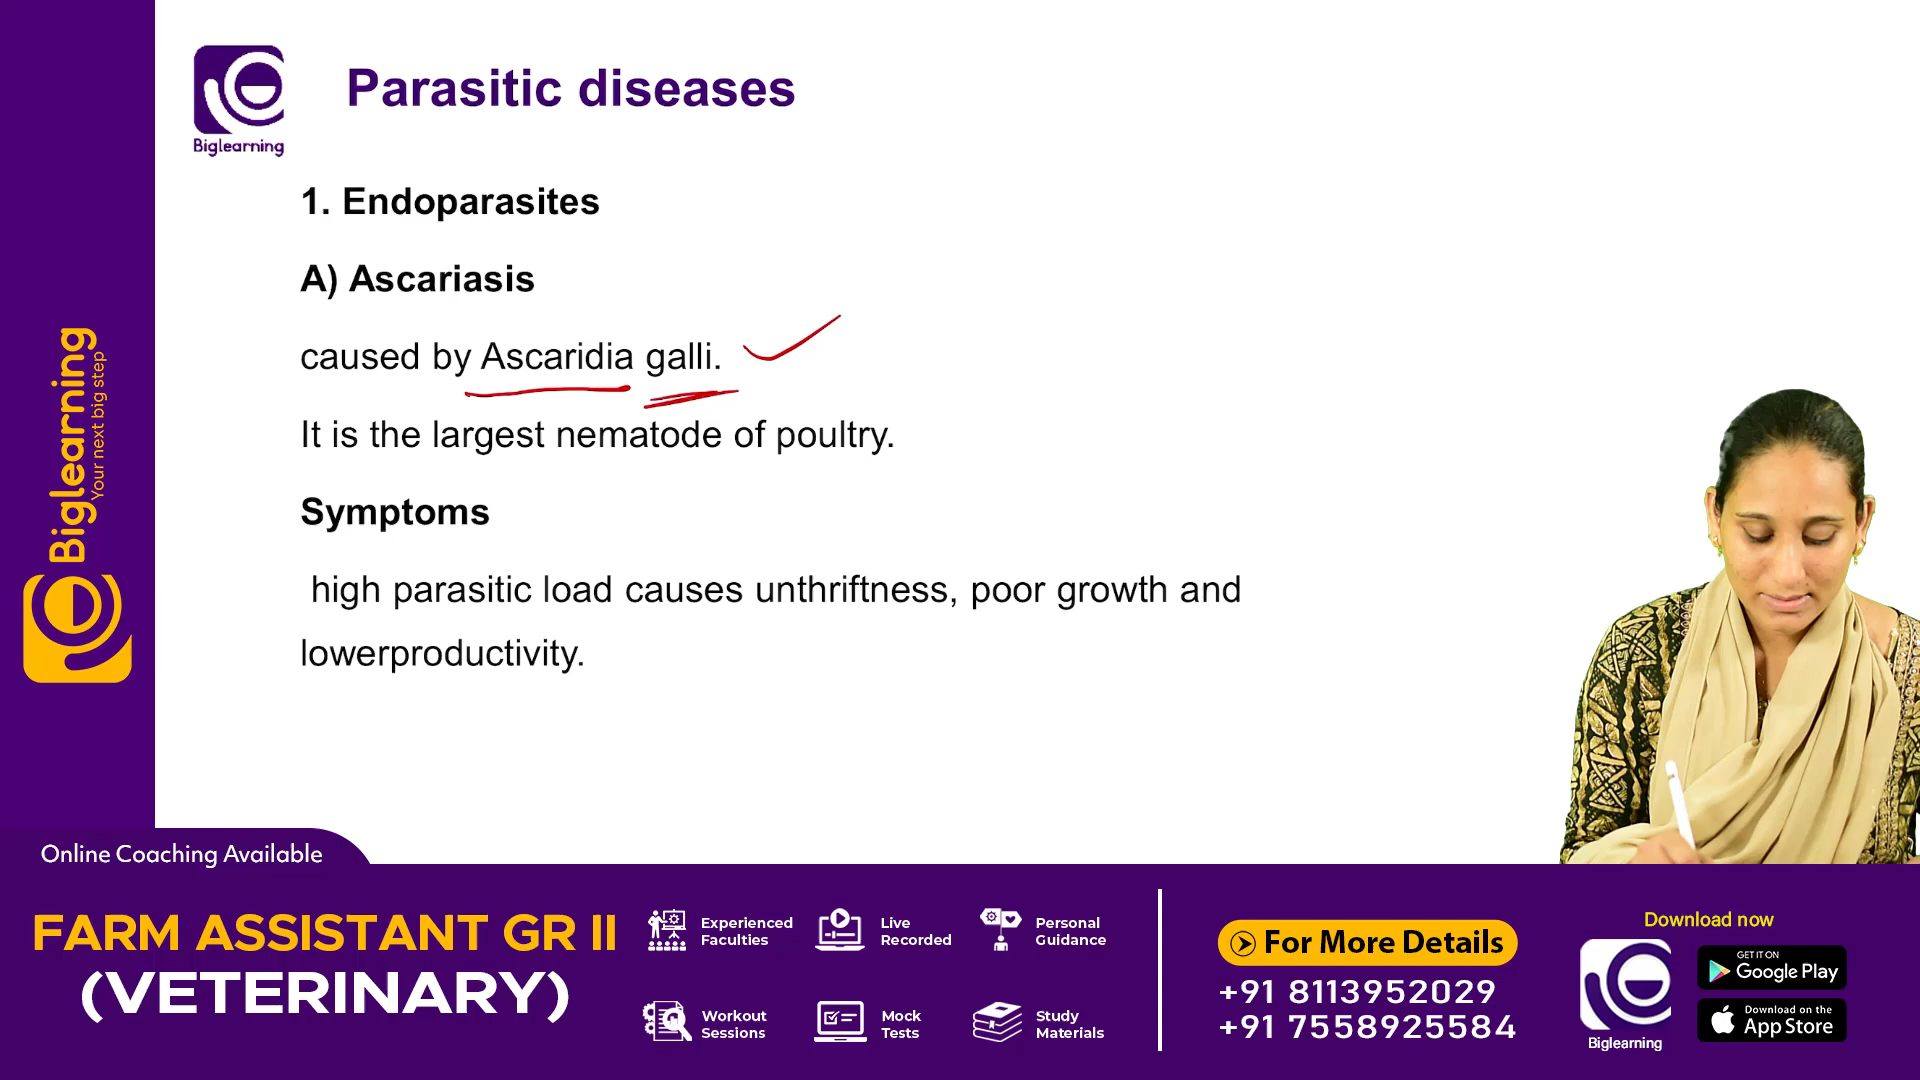 Biglearning
Parasitic diseases
1. Endoparasites
A) Ascariasis
caused by Ascaridia galli.
It is the largest nematode of poultry.
Symptoms
high parasitic load causes unthriftness, poor growth and
lowerproductivity.
Biglearning
Your next big step
Online Coaching Available
FARM ASSISTANT GR II
(VETERINARY)
Experienced
Faculties
Live
Recorded
Personal
Guidance
Workout
Sessions
Mock
Tests
Study
Materials
For More Details
+91 8113952029
+91 7558925584
Download now
Biglearning
GET IT ON
Google Play
Download on the
App Store